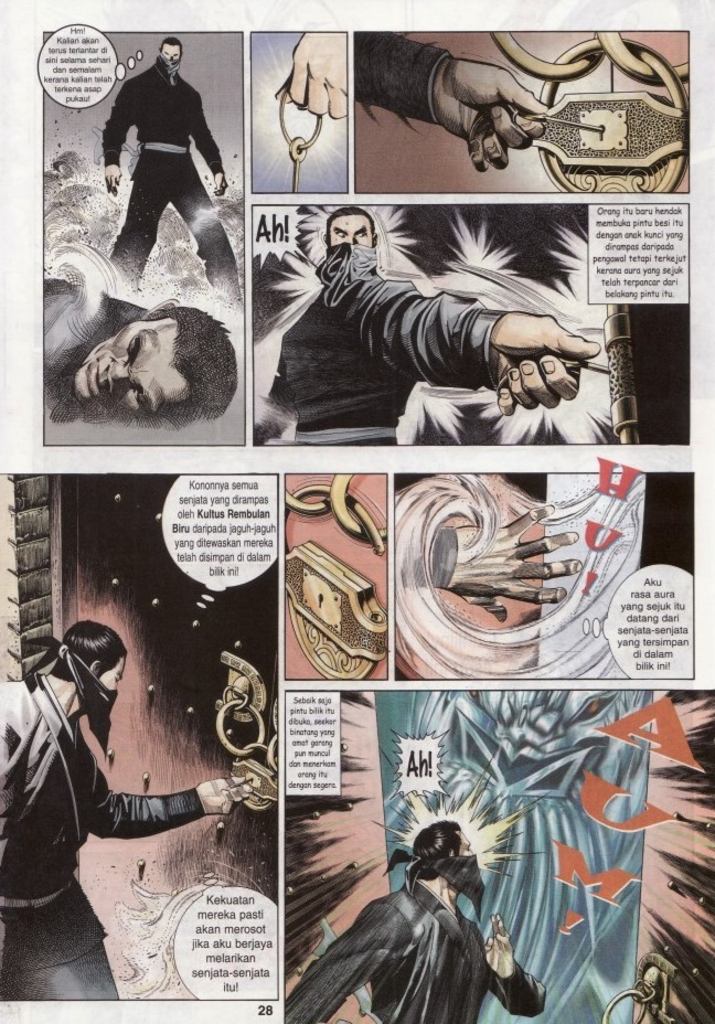 Hm!
Kalian akan
terus terlantar di
sini selama sehari
dan semalam
kerana kalian telah
terkena asap
pukau!
Ah!
Orang itu baru hendak
membuka pintu besi itu
dengan anak kunci yang
dirampas daripada
pengawal tetapi terkejut
kerana aura yang sejuk
telah terpancar dari
belakang pintu itu.
Kononnya semua
senjata yang dirampas
oleh Kultus Rembulan
Biru daripada jaguh-jaguh
yang ditewaskan mereka
telah disimpan di dalam
bilik ini!
HU!
Aku
rasa aura
yang sejuk itu
datang dari
senjata-senjata
yang tersimpan
di dalam
bilik ini!
Kekuatan
mereka pasti
akan merosot
jika aku berjaya
melarikan
senjata-senjata
itu!
Sebaik saja
pintu bilik itu
dibuka, seekor
binatang yang
amat garang
pun muncul
dan menerkam
orang itu
dengan segera.
Ah!
AUM!
28